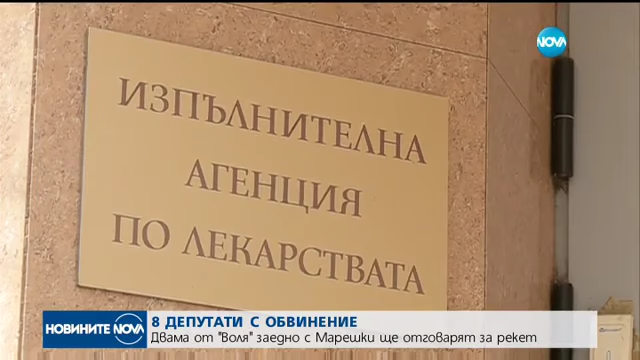 NOVA
ИЗПЪЛНИТЕЛНА
АГЕНЦИЯ
ПО ЛЕКАРСТВАТА
НОВИНИТЕ NOVA
8 ДЕПУТАТИ С ОБВИНЕНИЕ
Двама от "Воля" заедно с Марешки ще отговарят за рекет